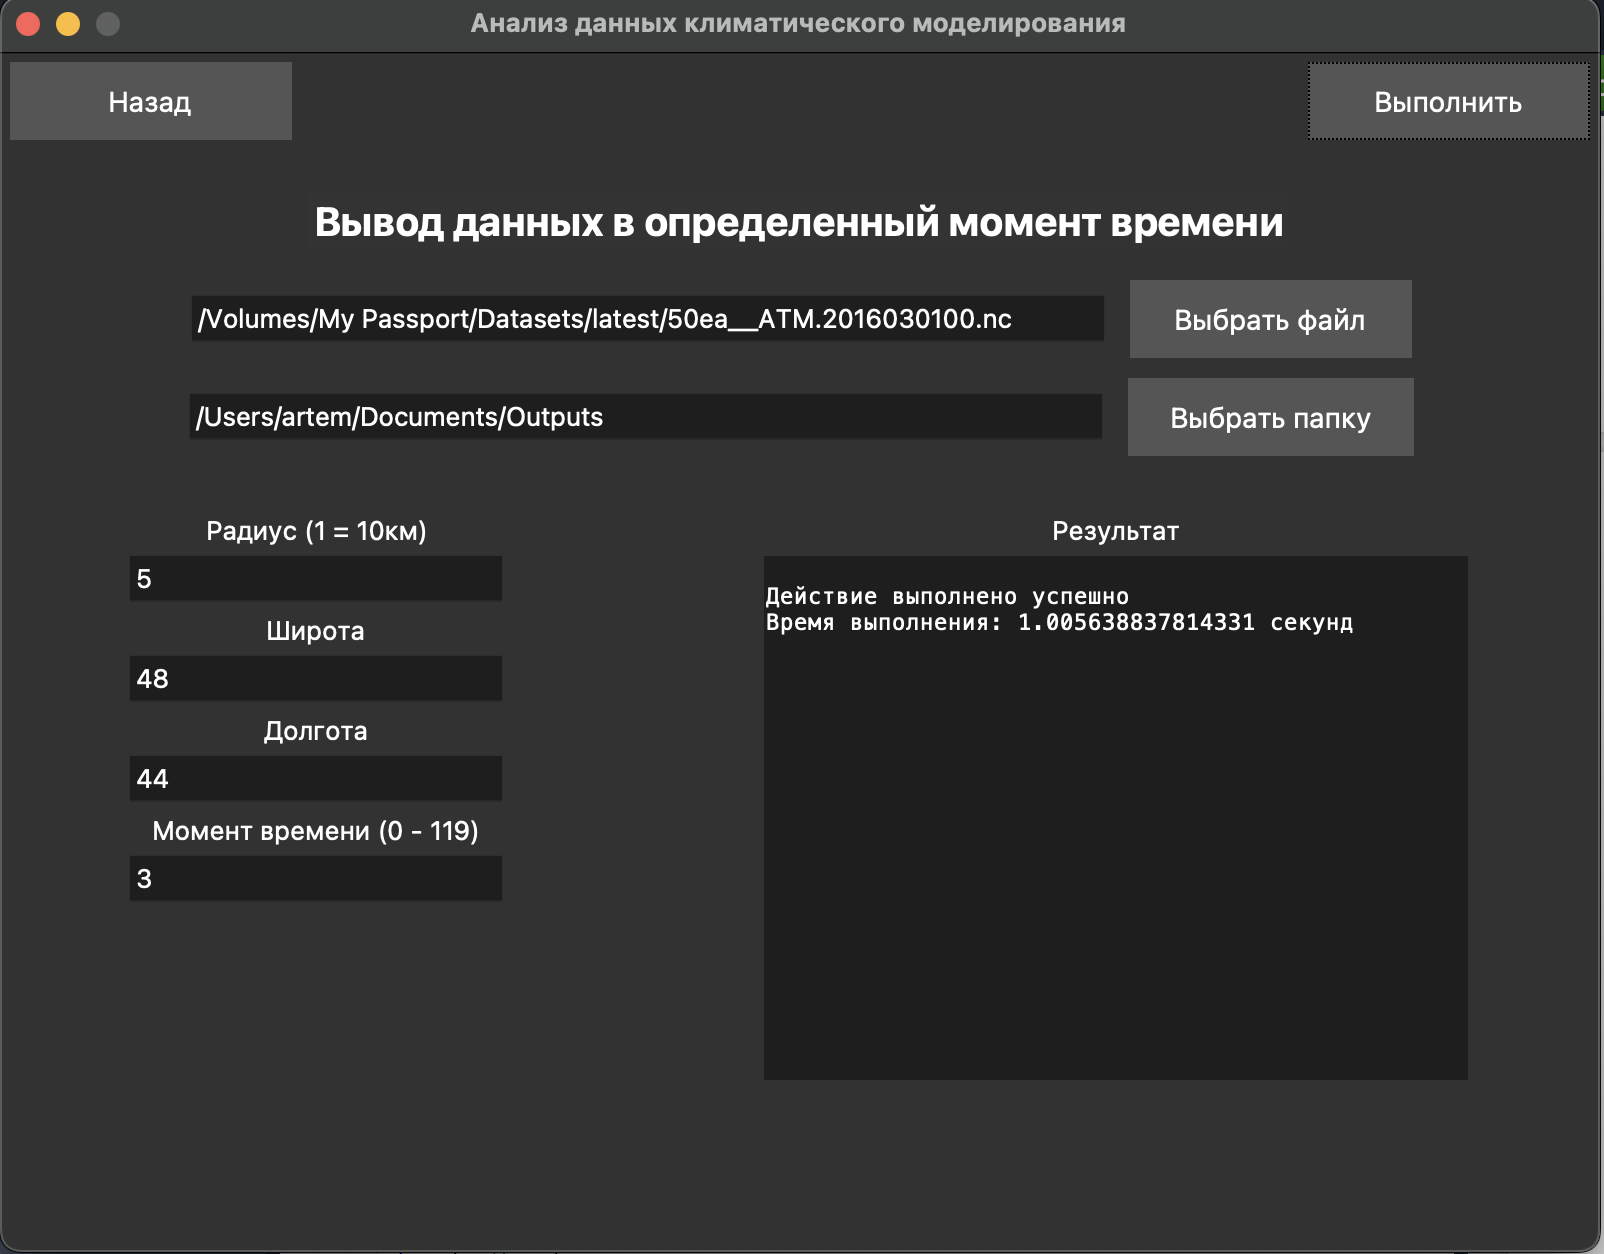 Анализ данных климатического моделирования
Назад
Выполнить
Вывод данных в определенный момент времени
/Volumes/My Passport/Datasets/latest/50ea__ATM.2016030100.nc
Выбрать файл
/Users/artem/Documents/Outputs
Выбрать папку
Радиус (1 = 10км)
5
Широта
48
Долгота
44
Момент времени (0 - 119)
3
Результат
Действие выполнено успешно
Время выполнения: 1.005638837814331 секунд